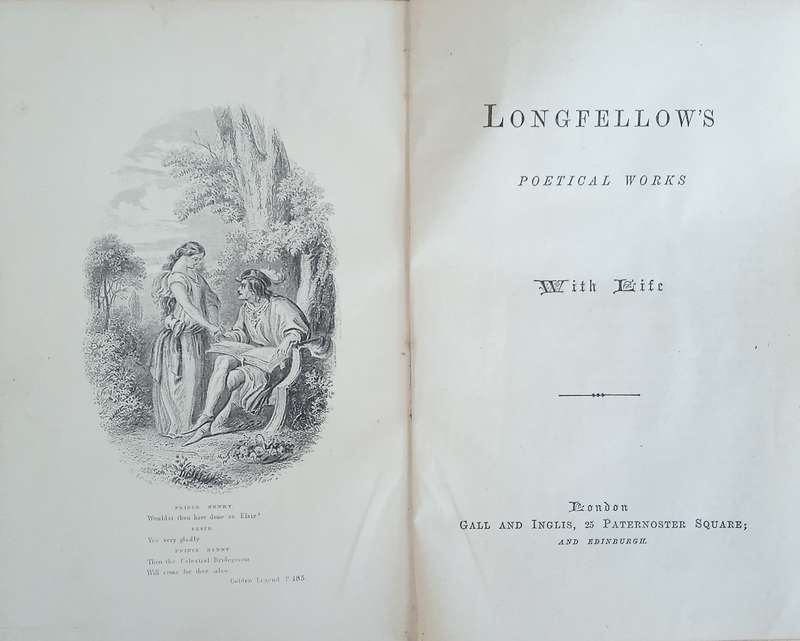 PRINCE HENRY
Wouldst thou have done so Elsie?
ELSIE
Yes very gladly
PRINCE HENRY
Then the Celestial Bridegroom
Will come for thee also
Golden Legend P. 185.
LONGFELLOW'S
POETICAL WORKS
With Life
London
GALL AND INGLIS, 25 PATERNOSTER SQUARE;
AND EDINBURGH.